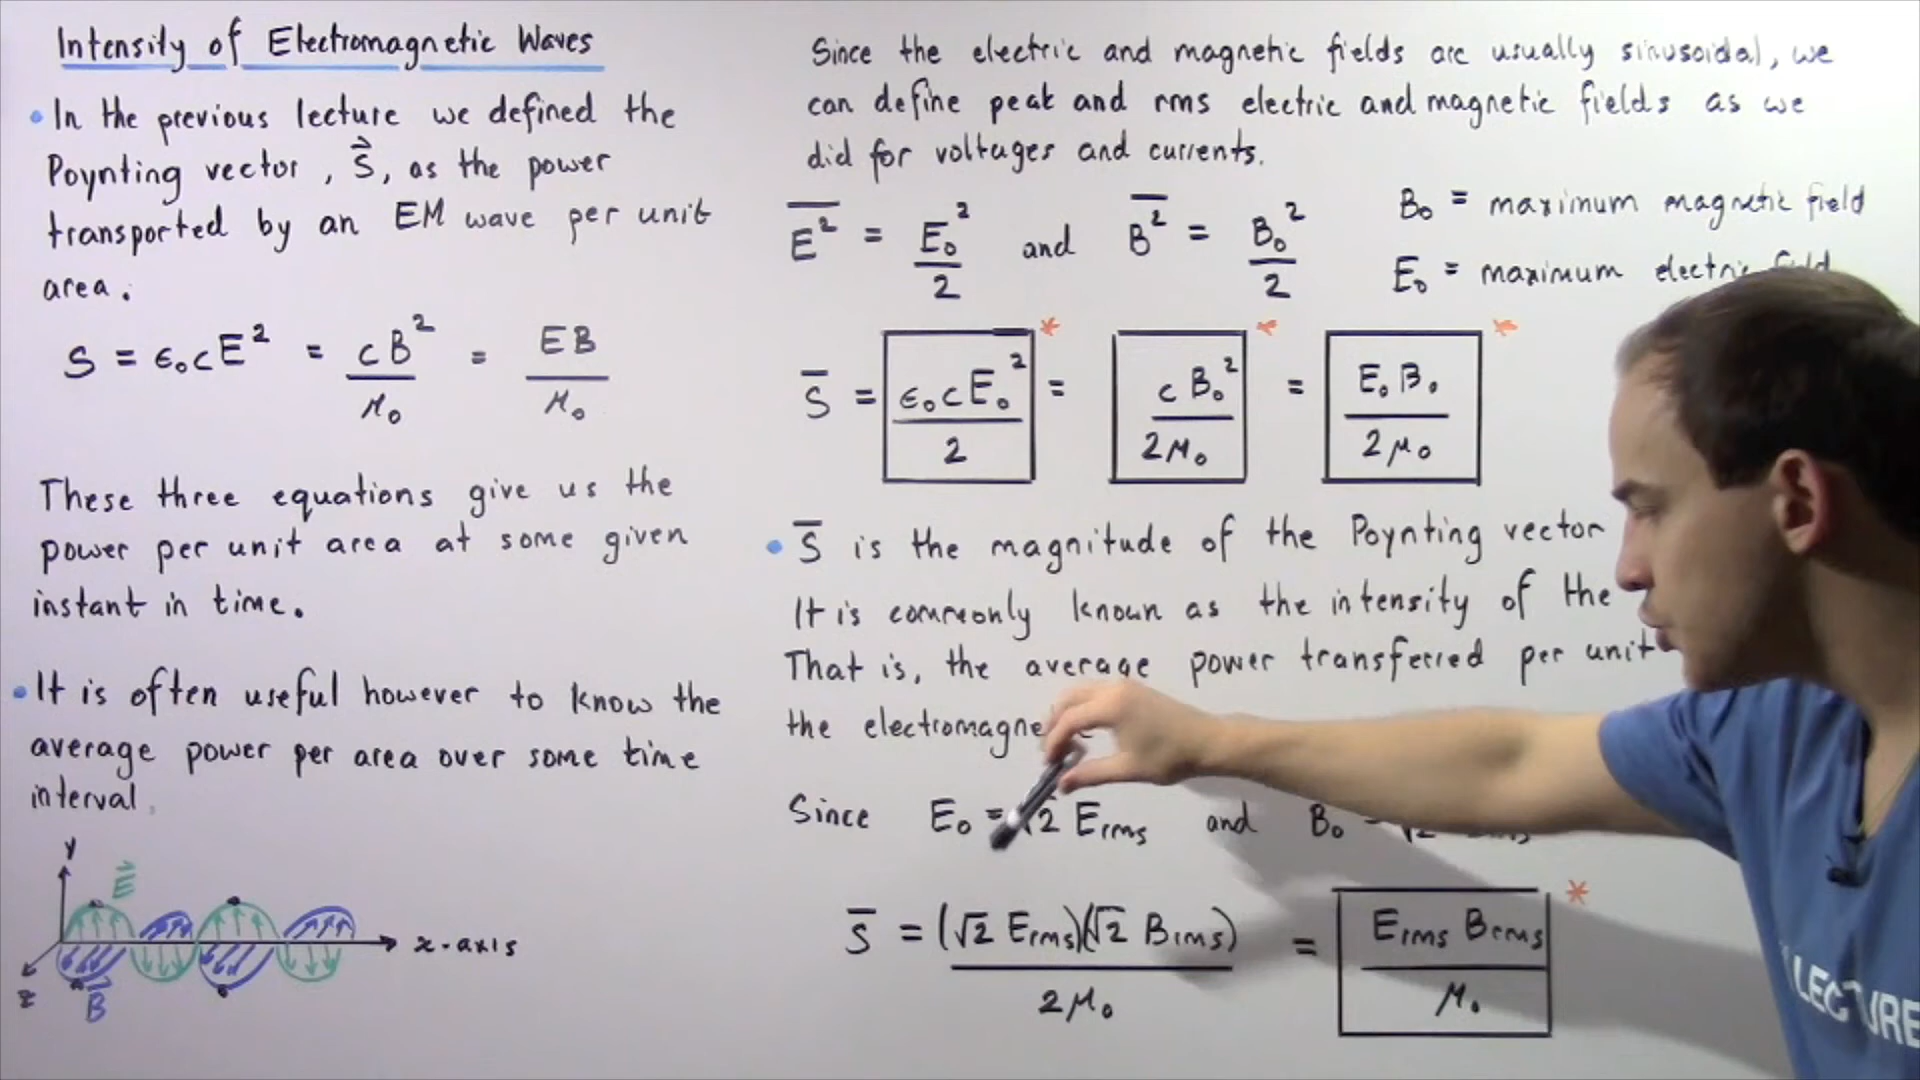 Intensity of Electromagnetic Waves
• In the previous lecture we defined the
Poynting vector, S⃗, as the power
transported by an EM wave per unit
area.
S = ϵ₀cE² = cB²/μ₀ = EB/μ₀
These three equations give us the
power per unit area at some given
instant in time.
• It is often useful however to know the
average power per area over some time
interval.
y
E⃗
x-axis
z
B⃗
Since the electric and magnetic fields are usually sinusoidal, we
can define peak and rms electric and magnetic fields as we
did for voltages and currents.
E̅²̅ = E₀²/2 and B̅²̅ = B₀²/2
B₀ = maximum magnetic field
E₀ = maximum electric field
S̅ = ϵ₀cE₀²/2 * = cB₀²/2μ₀ * = E₀B₀/2μ₀ *
• S̅ is the magnitude of the Poynting vector
It is commonly known as the intensity of the
That is, the average power transferred per unit
the
Since E₀ = √2 Erms and B₀
S̅ = (√2 Erms)(√2 Brms)/2μ₀ = Erms Brms/μ₀ *
LECTURE